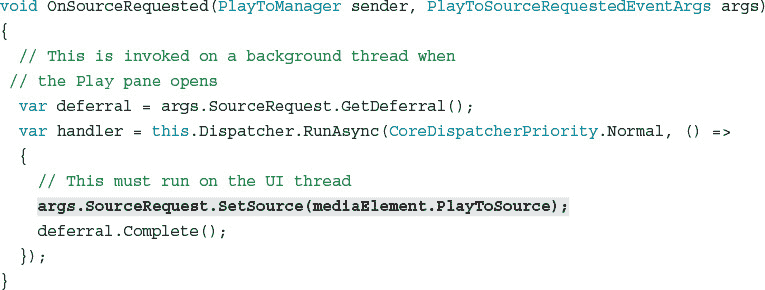 void OnSourceRequested(PlayToManager sender, PlayToSourceRequestedEventArgs args)
{
// This is invoked on a background thread when
// the Play pane opens
var deferral = args.SourceRequest.GetDeferral();
var handler = this.Dispatcher.RunAsync(CoreDispatcherPriority.Normal, () =>
{
// This must run on the UI thread
args.SourceRequest.SetSource(mediaElement.PlayToSource);
deferral.Complete();
});
}